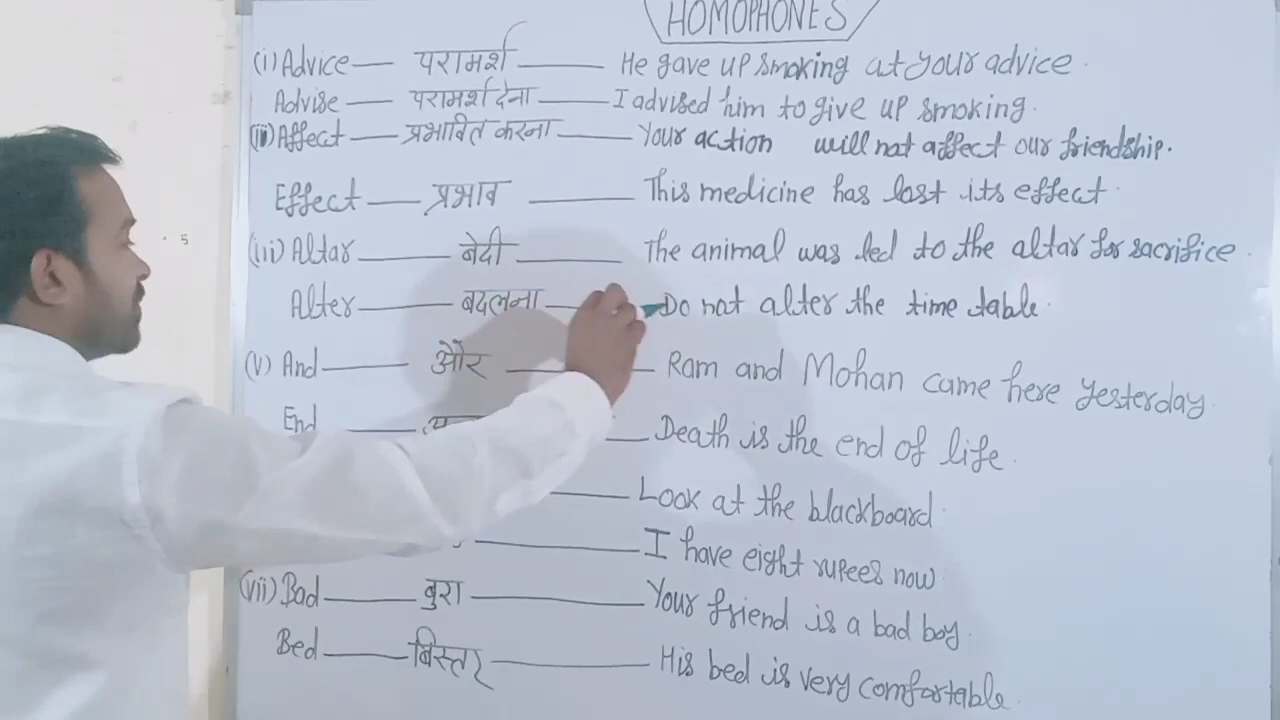 HOMOPHONES
(i) Advice — परामर्श — He gave up smoking at your advice.
Advise — परामर्श देना — I advised him to give up smoking.
(ii) Affect — प्रभावित करना — Your action will not affect our friendship.
Effect — प्रभाव — This medicine has lost its effect.
(iii) Altar — बेदी — The animal was led to the altar for sacrifice.
Alter — बदलना — Do not alter the time table.
(v) And — और — Ram and Mohan came here yesterday.
End — — Death is the end of life.
— Look at the blackboard.
— I have eight rupees now.
(vii) Bad — बुरा — Your friend is a bad boy.
Bed — बिस्तर — His bed is very comfortable.